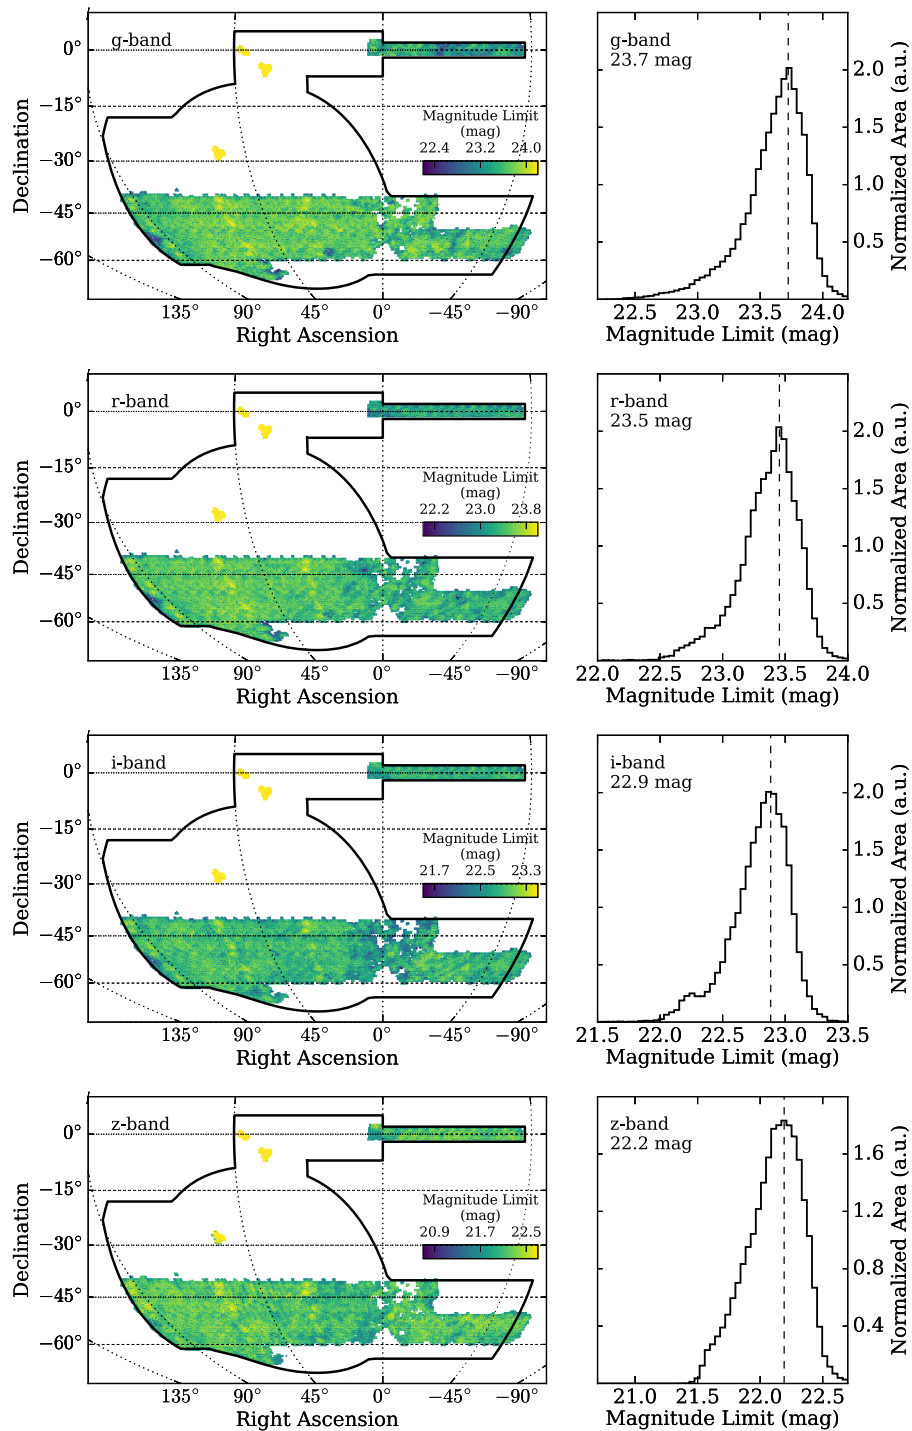 g-band
0°
−15°
−30°
−45°
−60°
Declination
Magnitude Limit
(mag)
22.4 23.2 24.0
135° 90° 45° 0° −45° −90°
Right Ascension
g-band
23.7 mag
2.0
1.5
1.0
0.5
Normalized Area (a.u.)
22.5 23.0 23.5 24.0
Magnitude Limit (mag)
r-band
0°
−15°
−30°
−45°
−60°
Declination
Magnitude Limit
(mag)
22.2 23.0 23.8
135° 90° 45° 0° −45° −90°
Right Ascension
r-band
23.5 mag
2.0
1.5
1.0
0.5
Normalized Area (a.u.)
22.0 22.5 23.0 23.5 24.0
Magnitude Limit (mag)
i-band
0°
−15°
−30°
−45°
−60°
Declination
Magnitude Limit
(mag)
21.7 22.5 23.3
135° 90° 45° 0° −45° −90°
Right Ascension
i-band
22.9 mag
2.0
1.5
1.0
0.5
Normalized Area (a.u.)
21.5 22.0 22.5 23.0 23.5
Magnitude Limit (mag)
z-band
0°
−15°
−30°
−45°
−60°
Declination
Magnitude Limit
(mag)
20.9 21.7 22.5
135° 90° 45° 0° −45° −90°
Right Ascension
z-band
22.2 mag
1.6
1.2
0.8
0.4
Normalized Area (a.u.)
21.0 21.5 22.0 22.5
Magnitude Limit (mag)